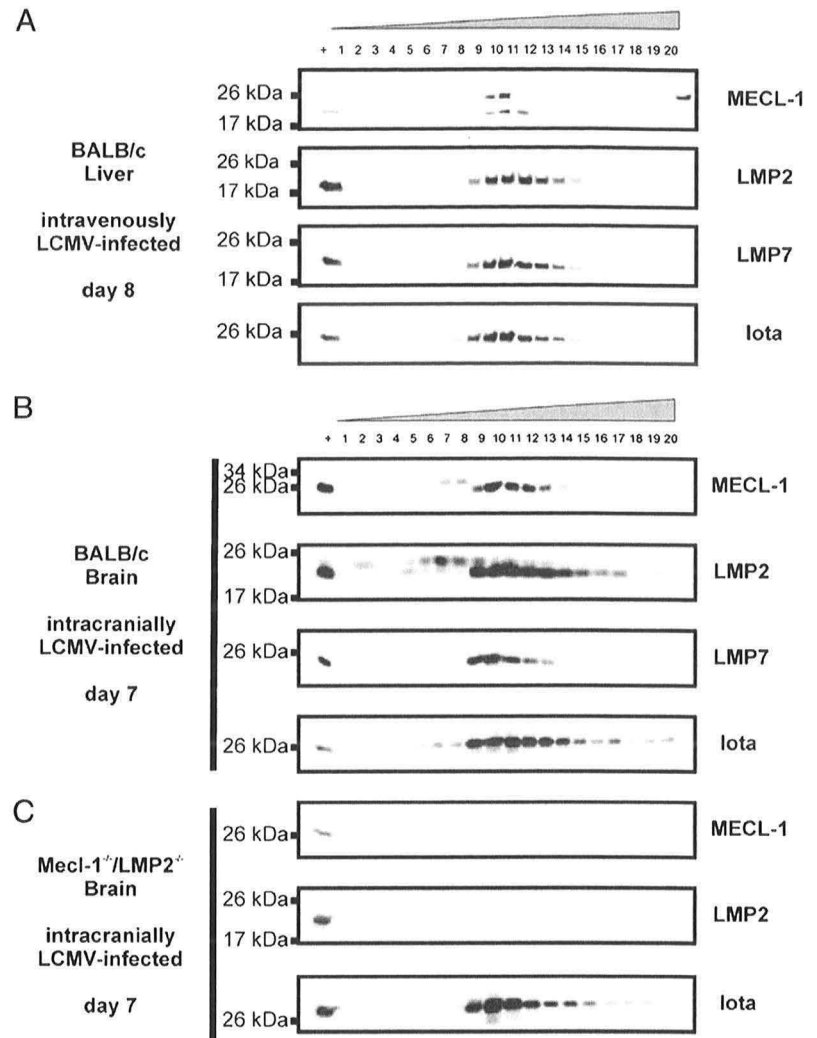 A
+ 1 2 3 4 5 6 7 8 9 10 11 12 13 14 15 16 17 18 19 20
BALB/c
Liver
intravenously
LCMV-infected
day 8
26 kDa
17 kDa
MECL-1
26 kDa
17 kDa
LMP2
26 kDa
17 kDa
LMP7
26 kDa
Iota
B
+ 1 2 3 4 5 6 7 8 9 10 11 12 13 14 15 16 17 18 19 20
BALB/c
Brain
intracranially
LCMV-infected
day 7
34 kDa
26 kDa
MECL-1
26 kDa
17 kDa
LMP2
26 kDa
LMP7
26 kDa
Iota
C
Mecl-1-/-/LMP2-/-
Brain
intracranially
LCMV-infected
day 7
26 kDa
MECL-1
26 kDa
17 kDa
LMP2
26 kDa
Iota